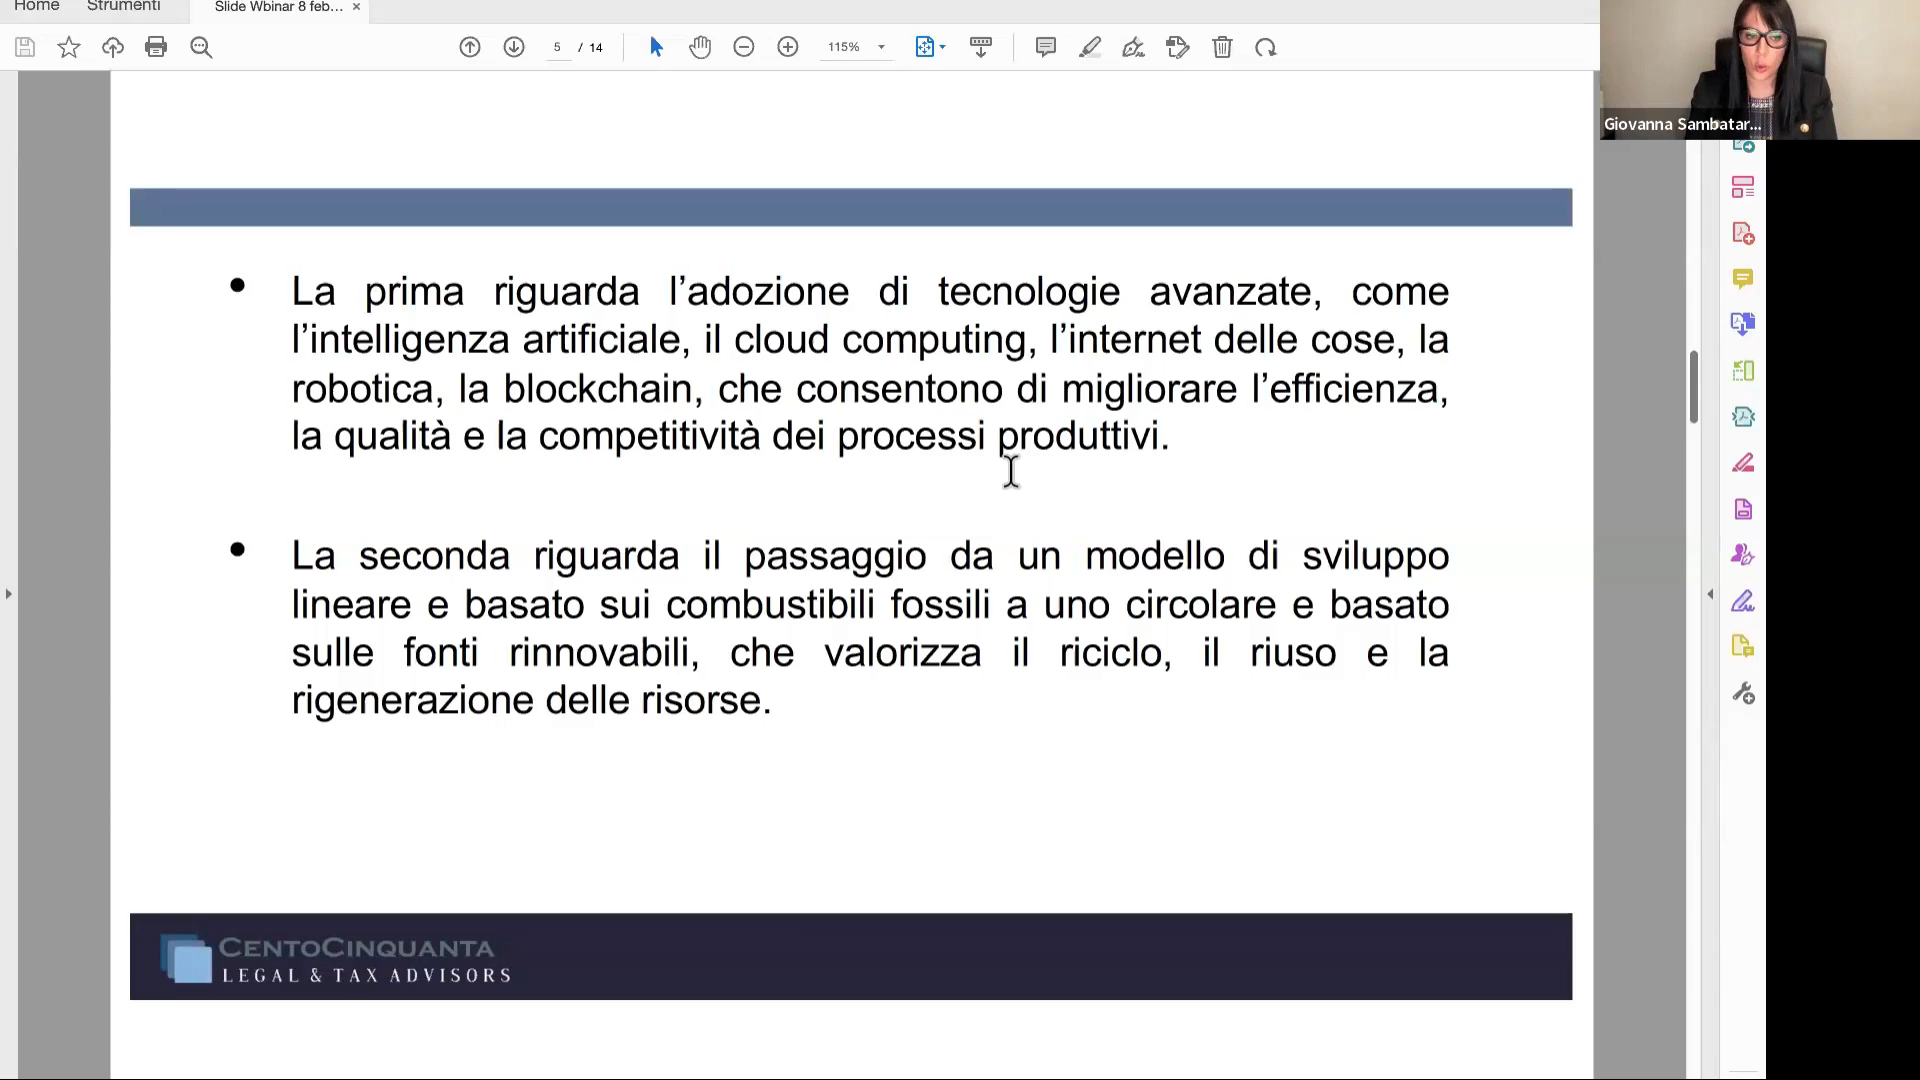 Home Strumenti Slide Wbinar 8 feb... ×
5 / 14 115%
Giovanna Sambatar...
• La prima riguarda l’adozione di tecnologie avanzate, come
l’intelligenza artificiale, il cloud computing, l’internet delle cose, la
robotica, la blockchain, che consentono di migliorare l’efficienza,
la qualità e la competitività dei processi produttivi.
• La seconda riguarda il passaggio da un modello di sviluppo
lineare e basato sui combustibili fossili a uno circolare e basato
sulle fonti rinnovabili, che valorizza il riciclo, il riuso e la
rigenerazione delle risorse.
CENTOCINQUANTA
LEGAL & TAX ADVISORS